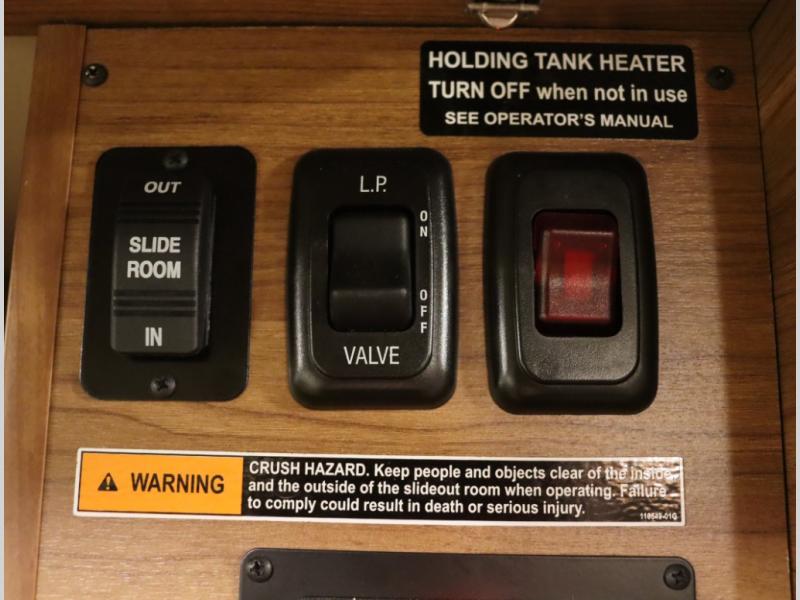 HOLDING TANK HEATER
TURN OFF when not in use
SEE OPERATOR'S MANUAL
OUT
SLIDE
ROOM
IN
L.P.
ON
OFF
VALVE
WARNING
CRUSH HAZARD. Keep people and objects clear of the inside
and the outside of the slideout room when operating. Failure
to comply could result in death or serious injury.